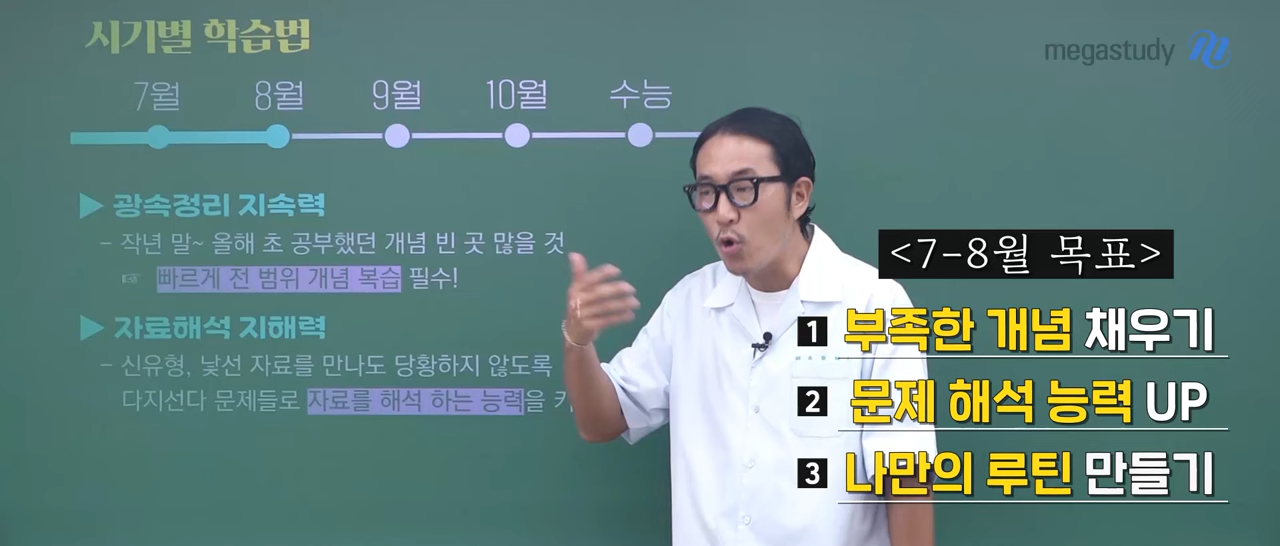 시기별 학습법
megastudy
7월 8월 9월 10월 수능
▶ 광속정리 지속력
- 작년 말~ 올해 초 공부했던 개념 빈 곳 많을 것
☞ 빠르게 전 범위 개념 복습 필수!
▶ 자료해석 지해력
- 신유형, 낯선 자료를 만나도 당황하지 않도록
다지선다 문제들로 자료를 해석 하는 능력을 키
<7-8월 목표>
1 부족한 개념 채우기
2 문제 해석 능력 UP
3 나만의 루틴 만들기